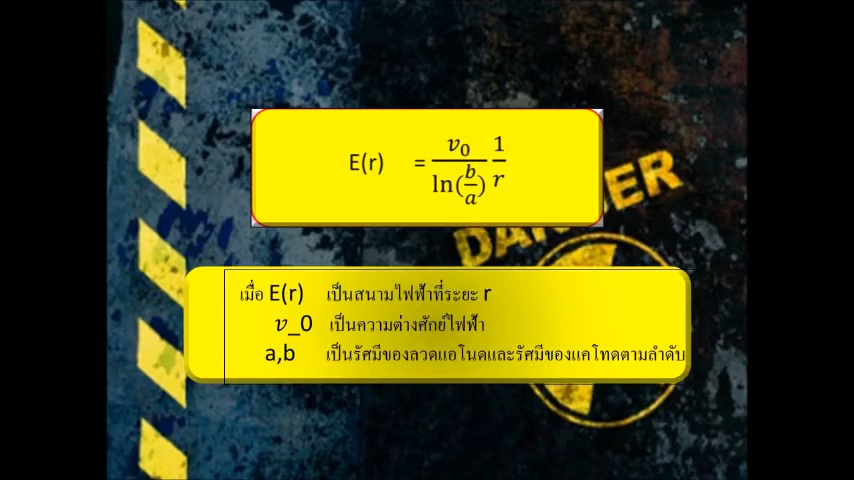 E(r) = 𝑣₀/ln(b/a) 1/r
DANGER
เมื่อ E(r) เป็นสนามไฟฟ้าที่ระยะ r
𝑣_0 เป็นความต่างศักย์ไฟฟ้า
a,b เป็นรัศมีของลวดแอโนดและรัศมีของแคโทดตามลำดับ